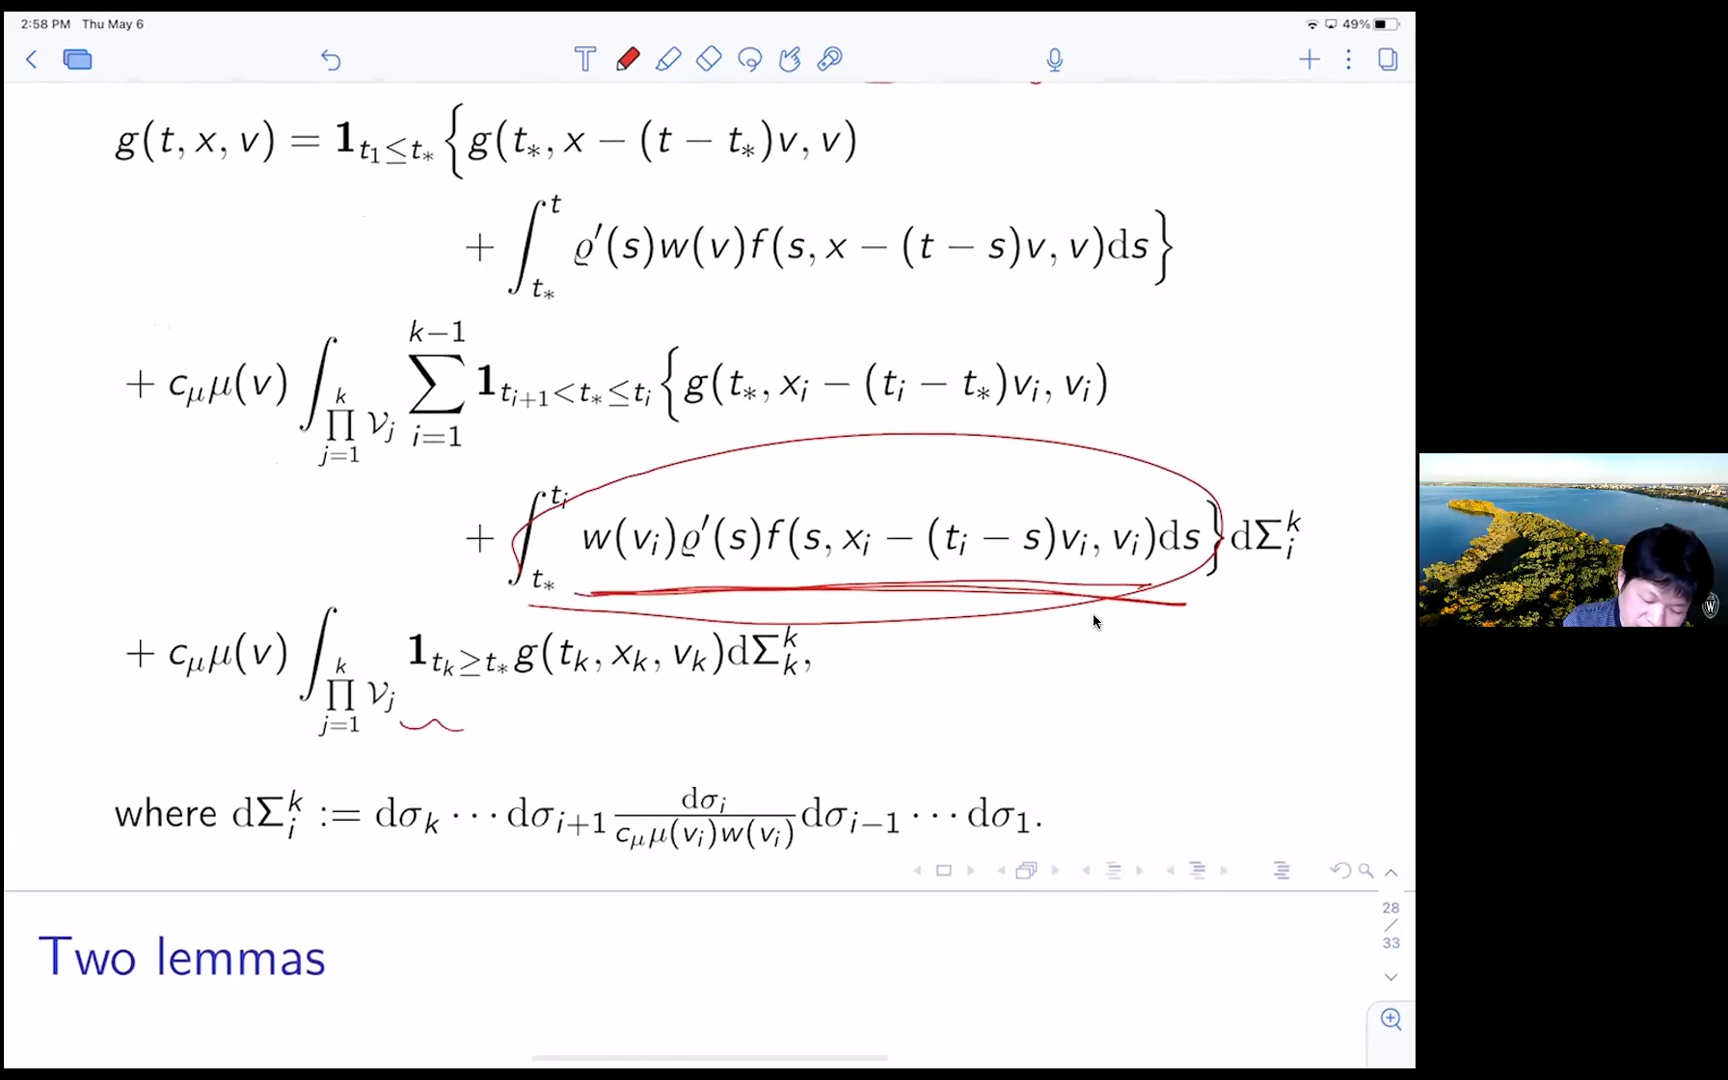 2:58 PM Thu May 6 49%
g(t, x, v) = 1_{t_1≤t_*} { g(t_*, x − (t − t_*)v, v)
+ ∫_{t_*}^{t} ϱ′(s)w(v)f(s, x − (t − s)v, v)ds }
+ c_μ μ(v) ∫_{∏_{j=1}^{k} 𝒱_j} ∑_{i=1}^{k−1} 1_{t_{i+1}<t_*≤t_i} { g(t_*, x_i − (t_i − t_*)v_i, v_i)
+ ∫_{t_*}^{t_i} w(v_i)ϱ′(s)f(s, x_i − (t_i − s)v_i, v_i)ds } dΣ_i^k
+ c_μ μ(v) ∫_{∏_{j=1}^{k} 𝒱_j} 1_{t_k≥t_*} g(t_k, x_k, v_k)dΣ_k^k,
where dΣ_i^k := dσ_k ⋯ dσ_{i+1} \frac{dσ_i}{c_μ μ(v_i)w(v_i)} dσ_{i−1} ⋯ dσ_1.
28
/
33
Two lemmas
W